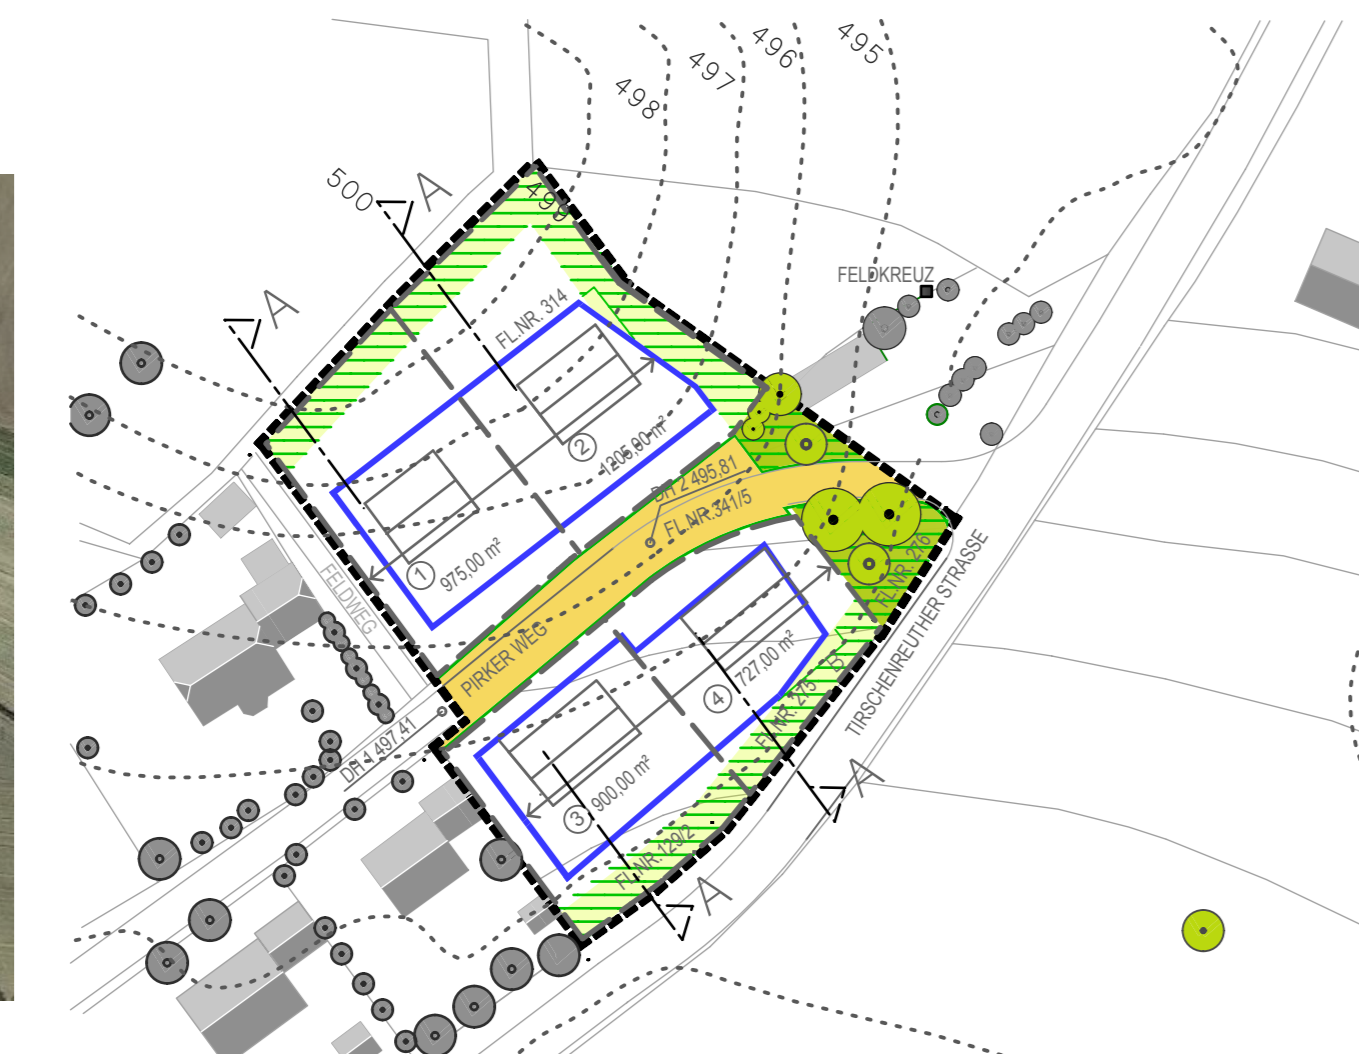 495
496
497
498
499
500
A
A
FELDKREUZ
FL.NR. 314
2
1205,00 m²
DH 2 495,81
FL.NR.341/5
1
975,00 m²
FELDWEG
PIRKER WEG
FL.NR. 276
TIRSCHENREUTHER STRASSE
4
727,00 m²
FL.NR. 275
B
DH 1 497,41
3
900,00 m²
FL.NR.129/2
A
A